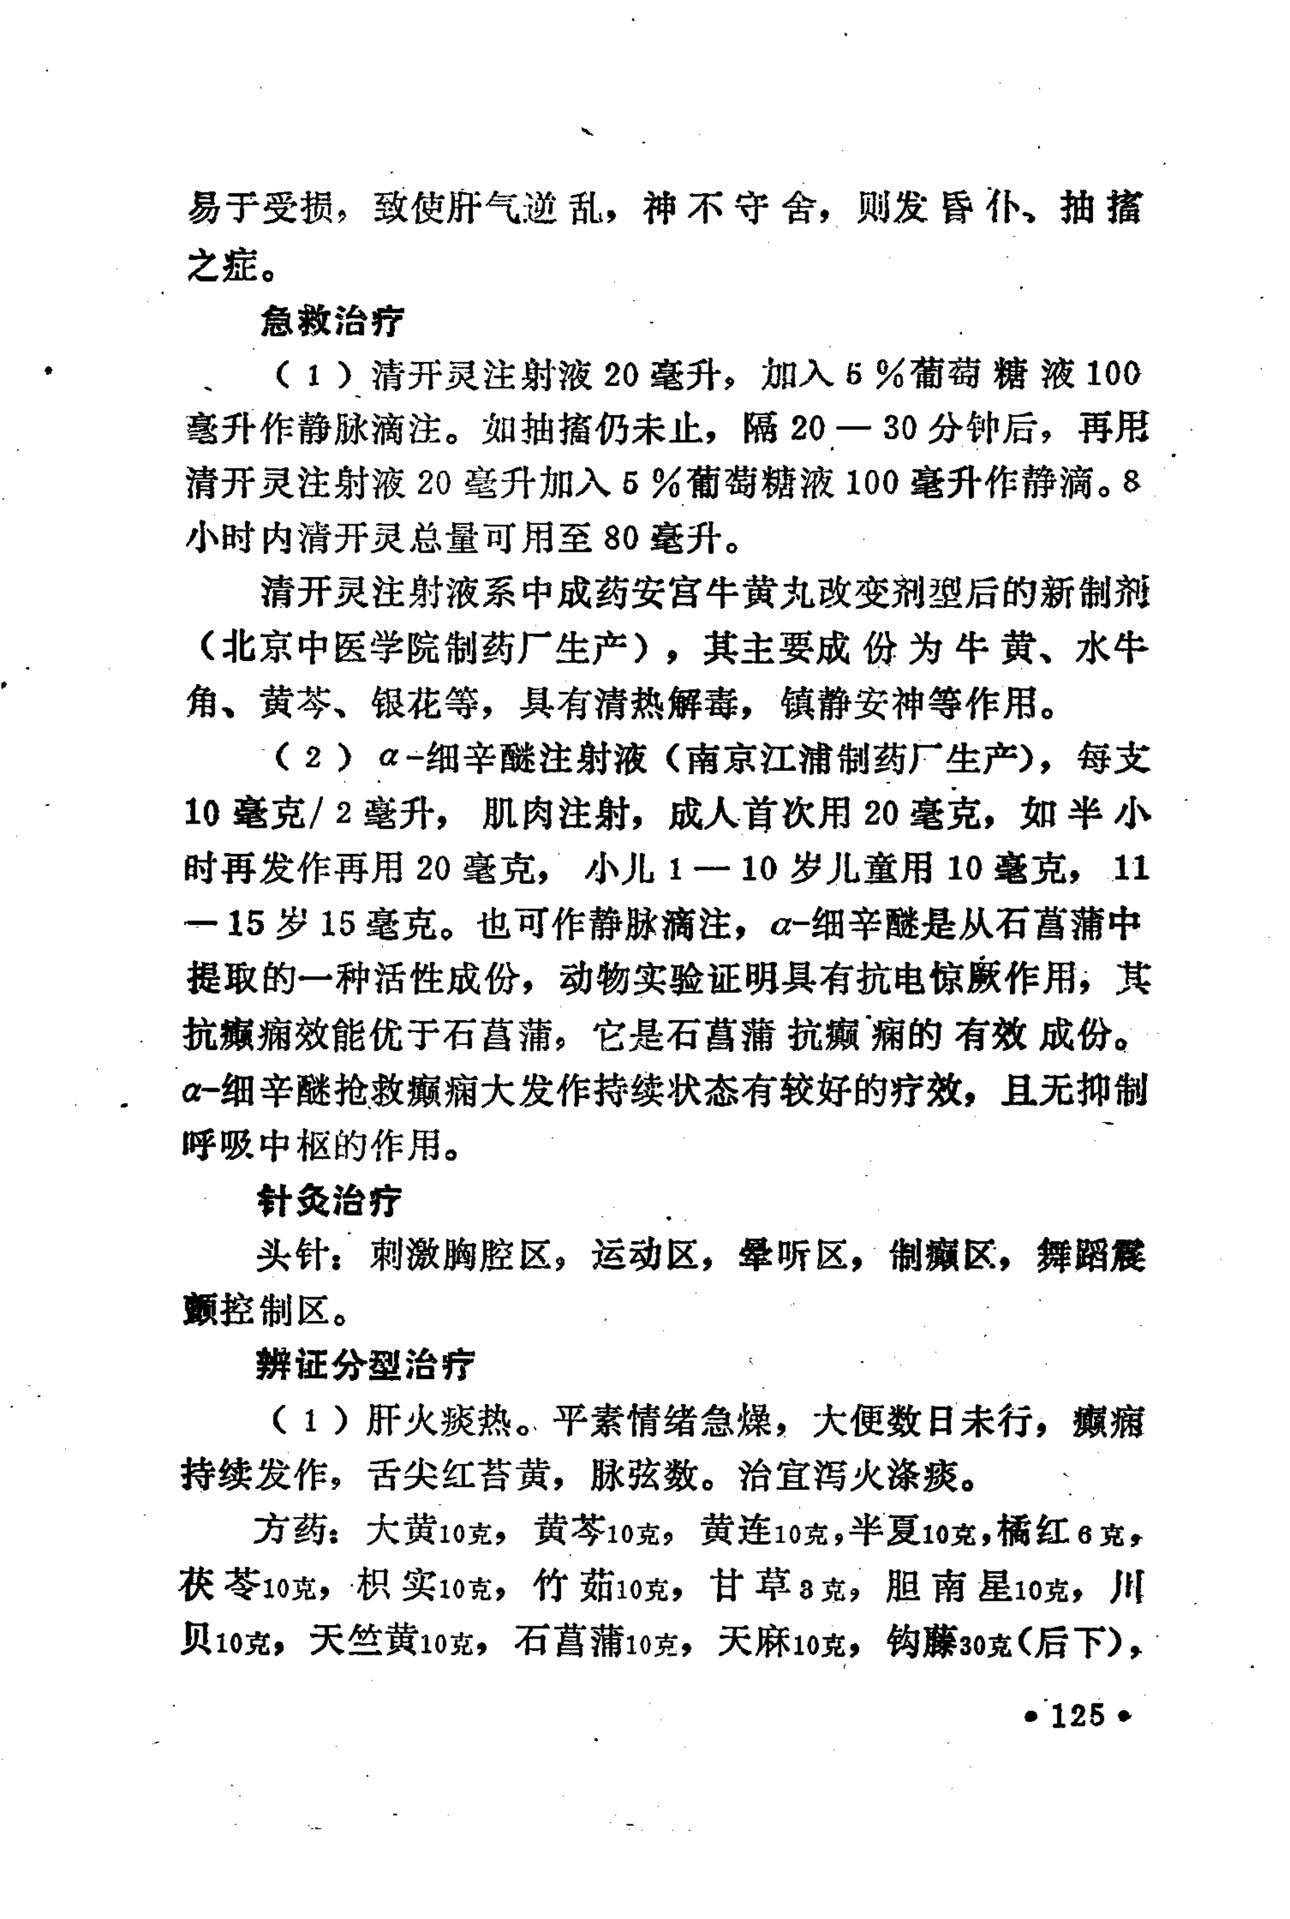 易于受损，致使肝气逆乱，神不守舍，则发昏仆、抽搐
之症。
急救治疗
（1）清开灵注射液20毫升，加入5%葡萄糖液100
毫升作静脉滴注。如抽搐仍未止，隔20—30分钟后，再用
清开灵注射液20毫升加入5%葡萄糖液100毫升作静滴。8
小时内清开灵总量可用至80毫升。
清开灵注射液系中成药安宫牛黄丸改变剂型后的新制剂
（北京中医学院制药厂生产），其主要成份为牛黄、水牛
角、黄芩、银花等，具有清热解毒，镇静安神等作用。
（2）α-细辛醚注射液（南京江浦制药厂生产），每支
10毫克/2毫升，肌肉注射，成人首次用20毫克，如半小
时再发作再用20毫克，小儿1—10岁儿童用10毫克，11
—15岁15毫克。也可作静脉滴注，α-细辛醚是从石菖蒲中
提取的一种活性成份，动物实验证明具有抗电惊厥作用，其
抗癫痫效能优于石菖蒲，它是石菖蒲抗癫痫的有效成份。
α-细辛醚抢救癫痫大发作持续状态有较好的疗效，且无抑制
呼吸中枢的作用。
针灸治疗
头针：刺激胸腔区，运动区，晕听区，制癫区，舞蹈震
颤控制区。
辨证分型治疗
（1）肝火痰热。平素情绪急燥，大便数日未行，癫痫
持续发作，舌尖红苔黄，脉弦数。治宜泻火涤痰。
方药：大黄10克，黄芩10克，黄连10克，半夏10克，橘红6克，
茯苓10克，枳实10克，竹茹10克，甘草3克，胆南星10克，川
贝10克，天竺黄10克，石菖蒲10克，天麻10克，钩藤30克（后下），
•125•